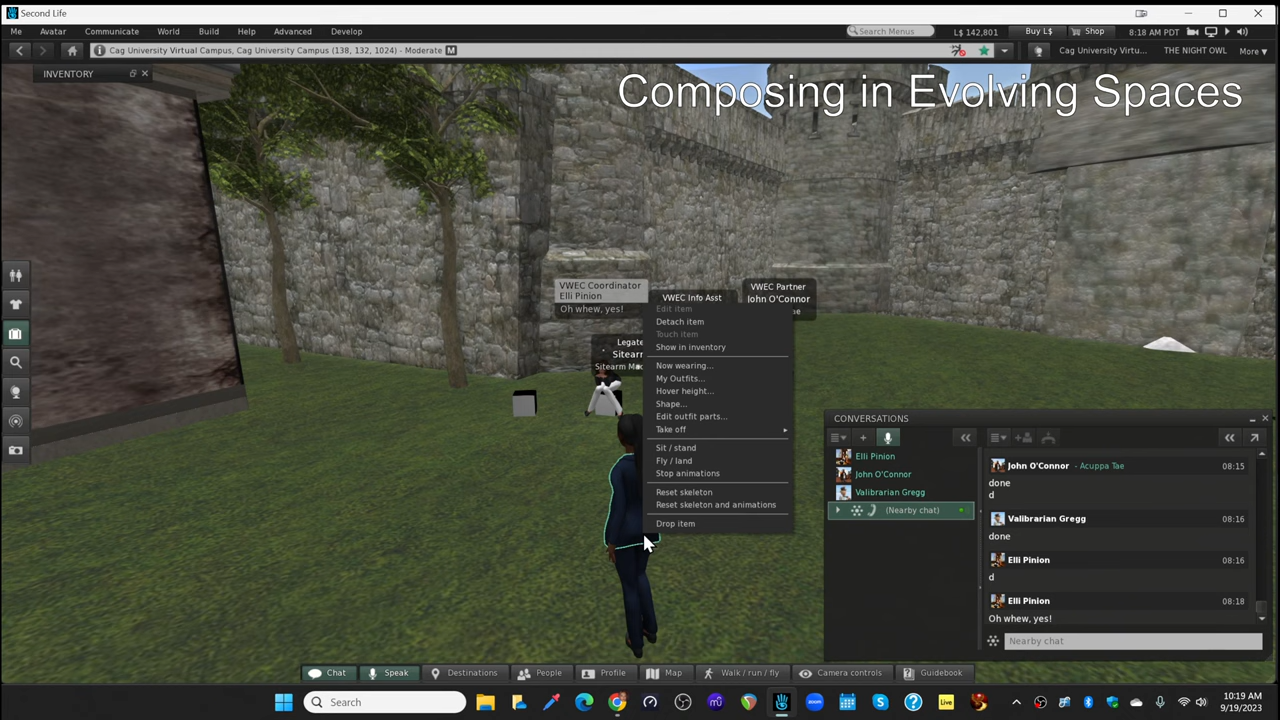 Second Life
Me Avatar Communicate World Build Help Advanced Develop
Search Menus
L$ 142,801
Buy L$
Shop
8:18 AM PDT
Cag University Virtual Campus, Cag University Campus (138, 132, 1024) - Moderate M
Cag University Virtu...
THE NIGHT OWL
More
INVENTORY
Composing in Evolving Spaces
VWEC Coordinator
Elli Pinion
Oh whew, yes!
VWEC Info Asst
VWEC Partner
John O'Connor
Legate
Sitearm
Edit item
Detach item
Touch item
Show in inventory
Now wearing...
My Outfits...
Hover height...
Shape...
Edit outfit parts...
Take off
Sit / stand
Fly / land
Stop animations
Reset skeleton
Reset skeleton and animations
Drop item
CONVERSATIONS
Elli Pinion
John O'Connor
Valibrarian Gregg
(Nearby chat)
John O'Connor - Acuppa Tae 08:15
done
d
Valibrarian Gregg 08:16
done
Elli Pinion 08:16
d
Elli Pinion 08:18
Oh whew, yes!
Nearby chat
Chat Speak Destinations People Profile Map Walk / run / fly Camera controls Guidebook
Search
zoom
Live
10:19 AM
9/19/2023